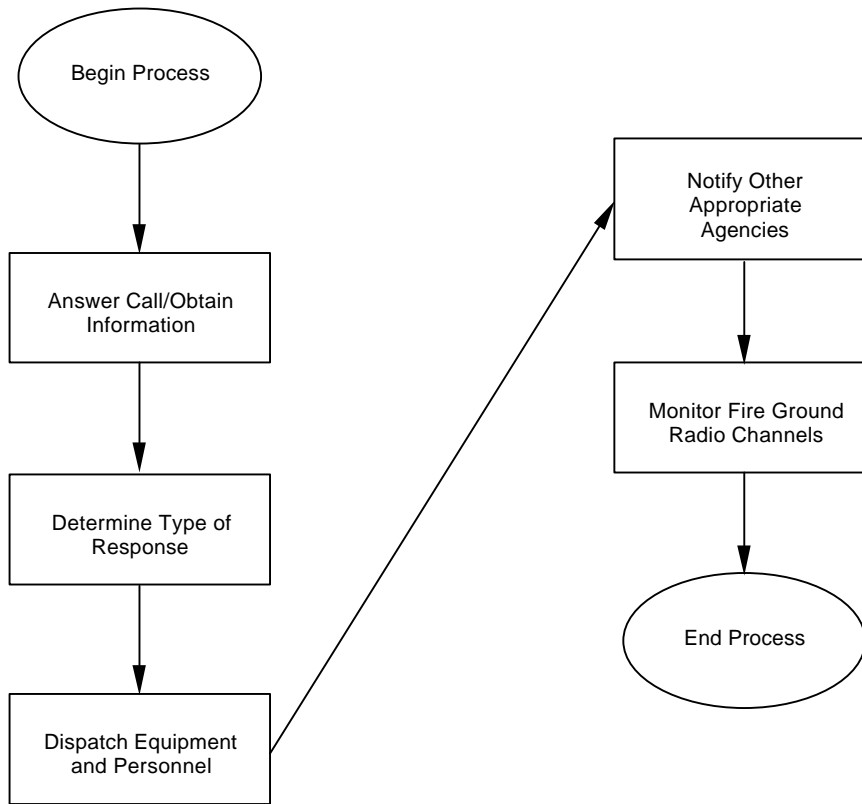 Begin Process
Answer Call/Obtain
Information
Determine Type of
Response
Dispatch Equipment
and Personnel
Notify Other
Appropriate
Agencies
Monitor Fire Ground
Radio Channels
End Process